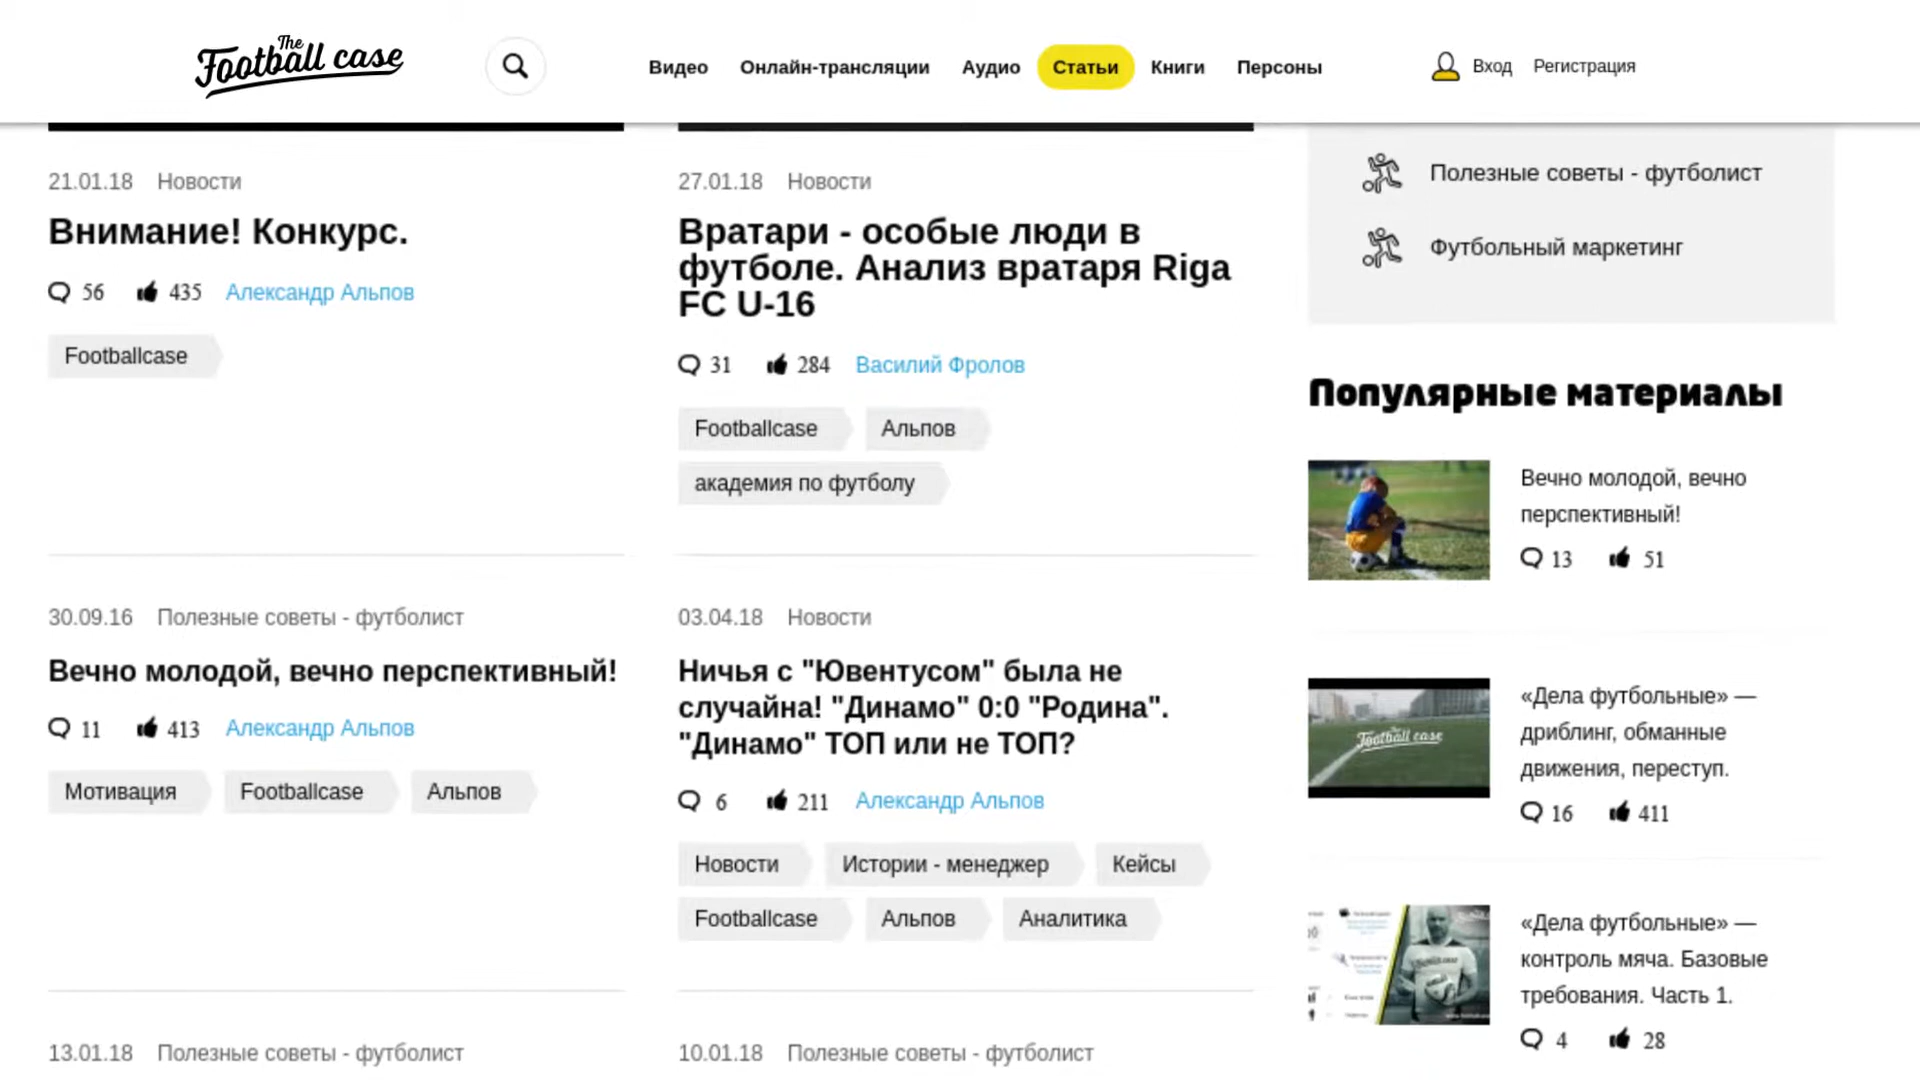 The
Football case
Видео
Онлайн-трансляции
Аудио
Статьи
Книги
Персоны
Вход
Регистрация
21.01.18 Новости
Внимание! Конкурс.
56 435 Александр Альпов
Footballcase
27.01.18 Новости
Вратари - особые люди в
футболе. Анализ вратаря Riga
FC U-16
31 284 Василий Фролов
Footballcase Альпов
академия по футболу
30.09.16 Полезные советы - футболист
Вечно молодой, вечно перспективный!
11 413 Александр Альпов
Мотивация Footballcase Альпов
03.04.18 Новости
Ничья с "Ювентусом" была не
случайна! "Динамо" 0:0 "Родина".
"Динамо" ТОП или не ТОП?
6 211 Александр Альпов
Новости Истории - менеджер Кейсы
Footballcase Альпов Аналитика
13.01.18 Полезные советы - футболист
10.01.18 Полезные советы - футболист
Полезные советы - футболист
Футбольный маркетинг
Популярные материалы
Вечно молодой, вечно
перспективный!
13 51
The
Football case
«Дела футбольные» —
дриблинг, обманные
движения, переступ.
16 411
«Дела футбольные» —
контроль мяча. Базовые
требования. Часть 1.
4 28